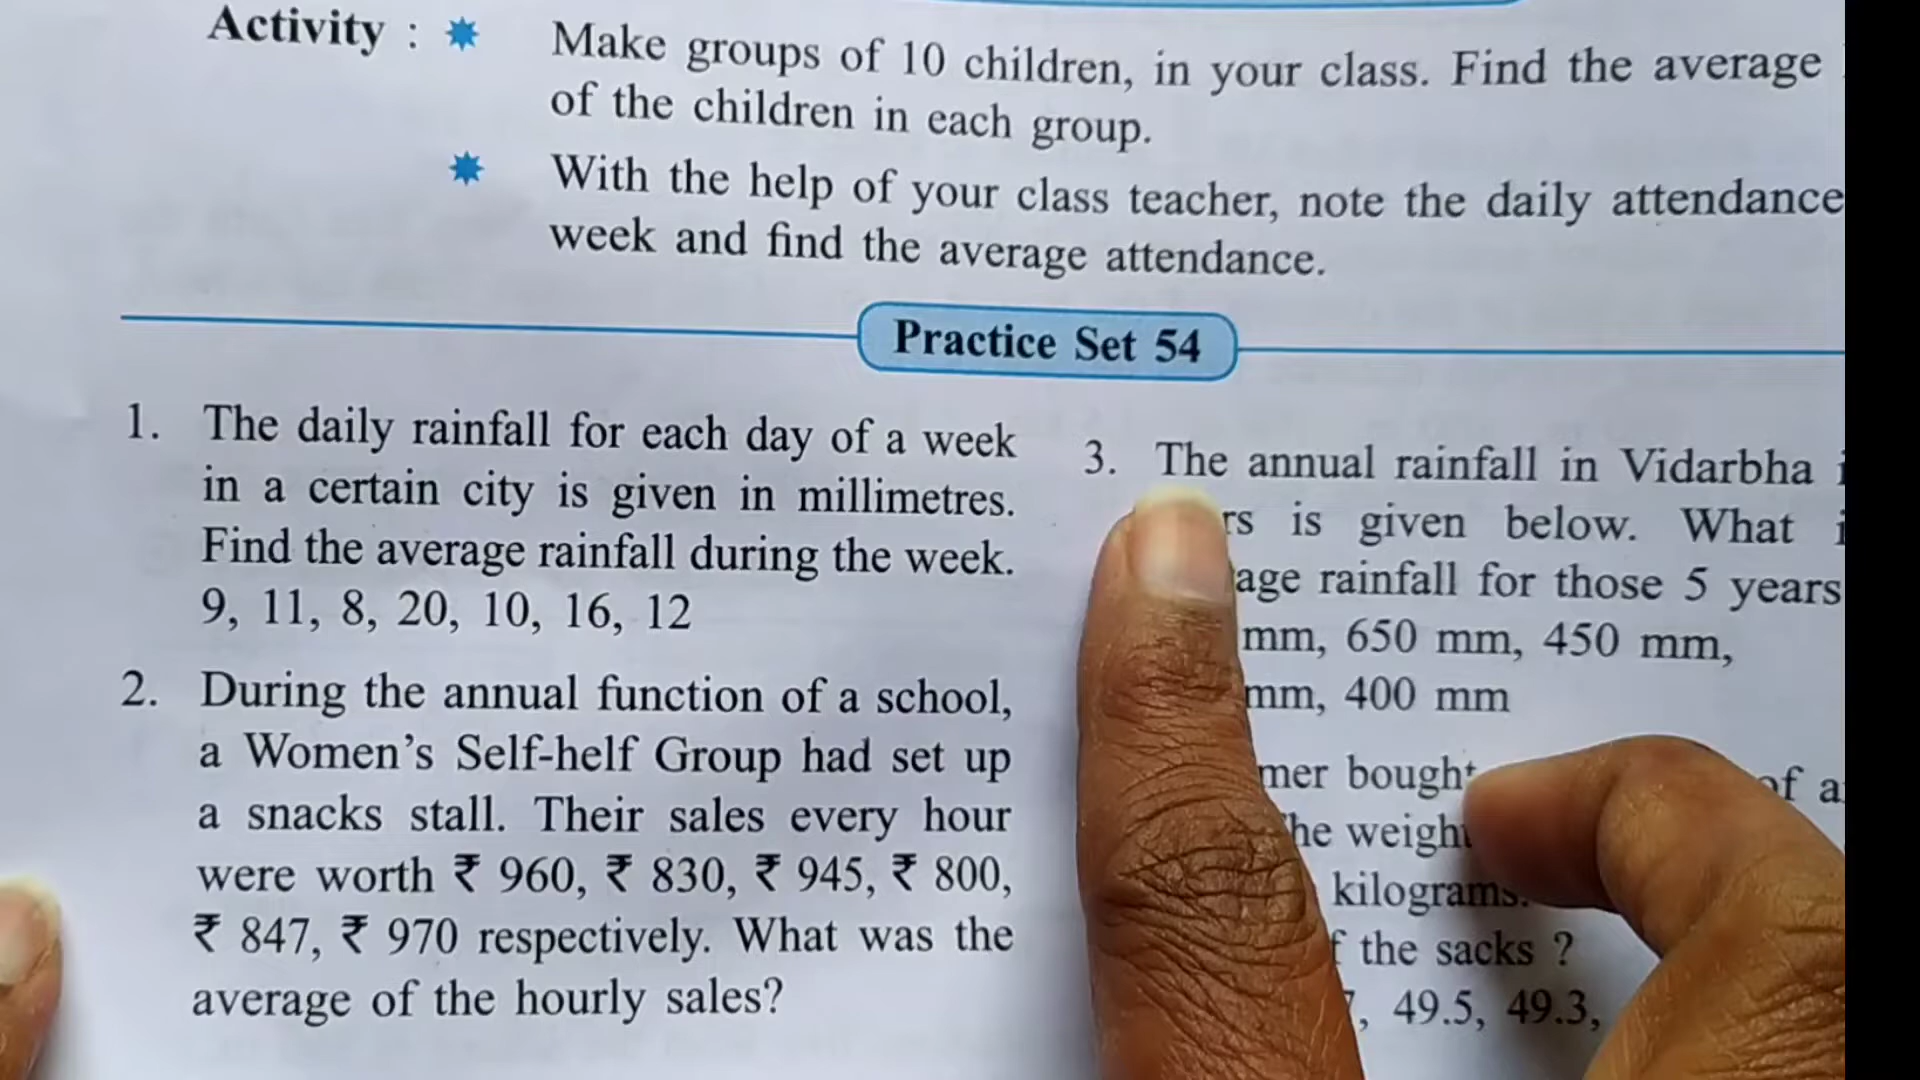 Activity : Make groups of 10 children, in your class. Find the average
of the children in each group.
With the help of your class teacher, note the daily attendance
week and find the average attendance.
Practice Set 54
1. The daily rainfall for each day of a week
in a certain city is given in millimetres.
Find the average rainfall during the week.
9, 11, 8, 20, 10, 16, 12
2. During the annual function of a school,
a Women's Self-helf Group had set up
a snacks stall. Their sales every hour
were worth ₹ 960, ₹ 830, ₹ 945, ₹ 800,
₹ 847, ₹ 970 respectively. What was the
average of the hourly sales?
3. The annual rainfall in Vidarbha
is given below. What
rainfall for those 5 years
mm, 650 mm, 450 mm,
mm, 400 mm
bought of
weight
kilograms.
the sacks ?
, 49.5, 49.3,